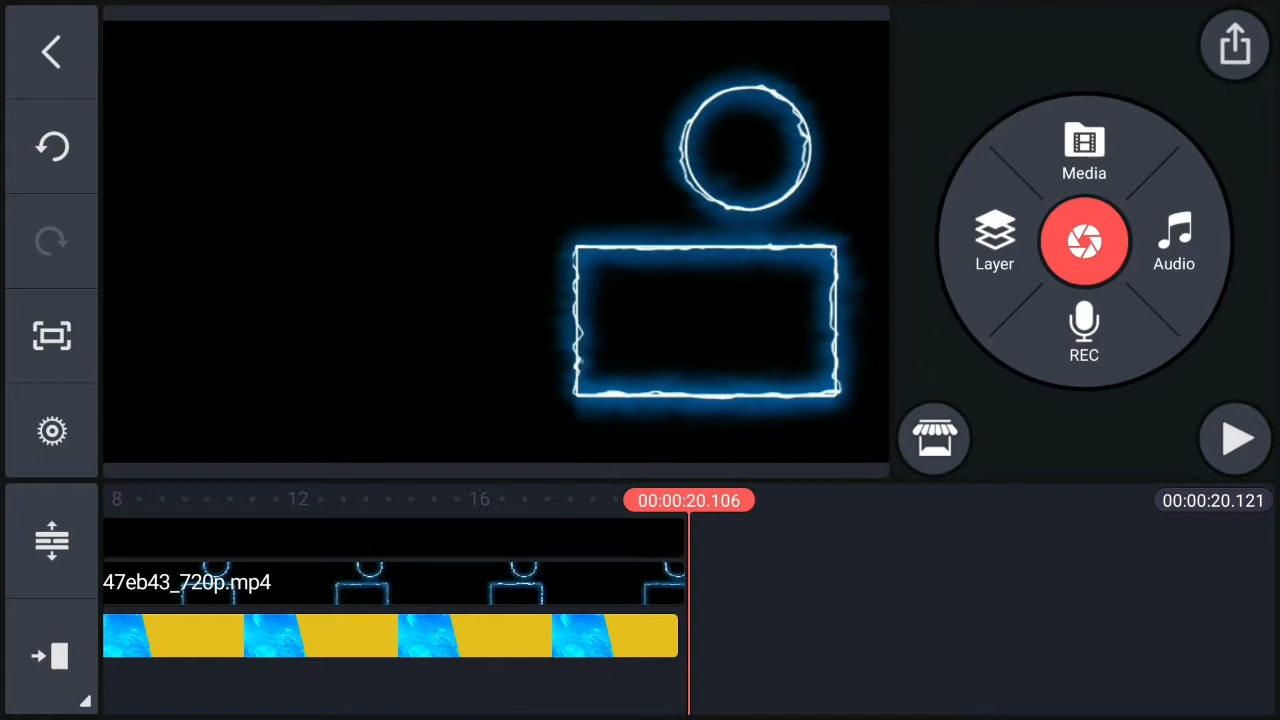 Media
Layer
Audio
REC
8
12
16
00:00:20.106
00:00:20.121
47eb43_720p.mp4